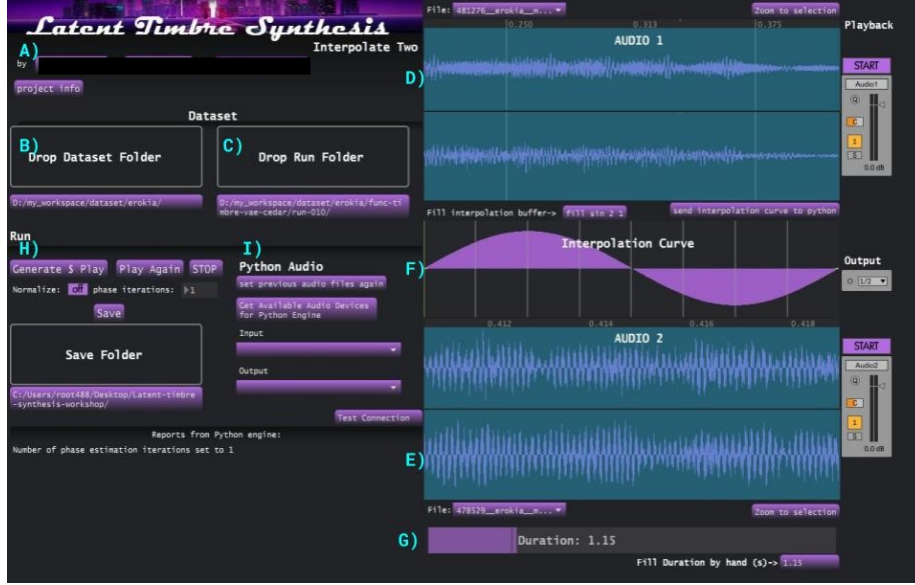 Latent Timbre Synthesis
Interpolate Two
A)
by
project info
Dataset
B)
Drop Dataset Folder
C)
Drop Run Folder
D:/my_workspace/dataset/erokia/
D:/my_workspace/dataset/erokia/func-ti
mbre-vae-cedar/run-010/
Run
H)
Generate $ Play
Play Again
STOP
Normalize: off phase iterations: 1
Save
Save Folder
C:/Users/root488/Desktop/Latent-timbre
-synthesis-workshop/
I)
Python Audio
set previous audio files again
Get Available Audio Devices
for Python Engine
Input
Output
Test Connection
Reports from Python engine:
Number of phase estimation iterations set to 1
File: 481276__erokia__m...
Zoom to selection
0.250 0.313 0.375
AUDIO 1
D)
Fill interpolation buffer-> fill sin 2 1
send interpolation curve to python
F)
Interpolation Curve
0.412 0.414 0.416 0.418
AUDIO 2
E)
File: 478529__erokia__m...
Zoom to selection
G)
Duration: 1.15
Fill Duration by hand (s)-> 1.15
Playback
START
Audio1
C
1
S
0.0 dB
Output
1/2
START
Audio2
C
1
S
0.0 dB